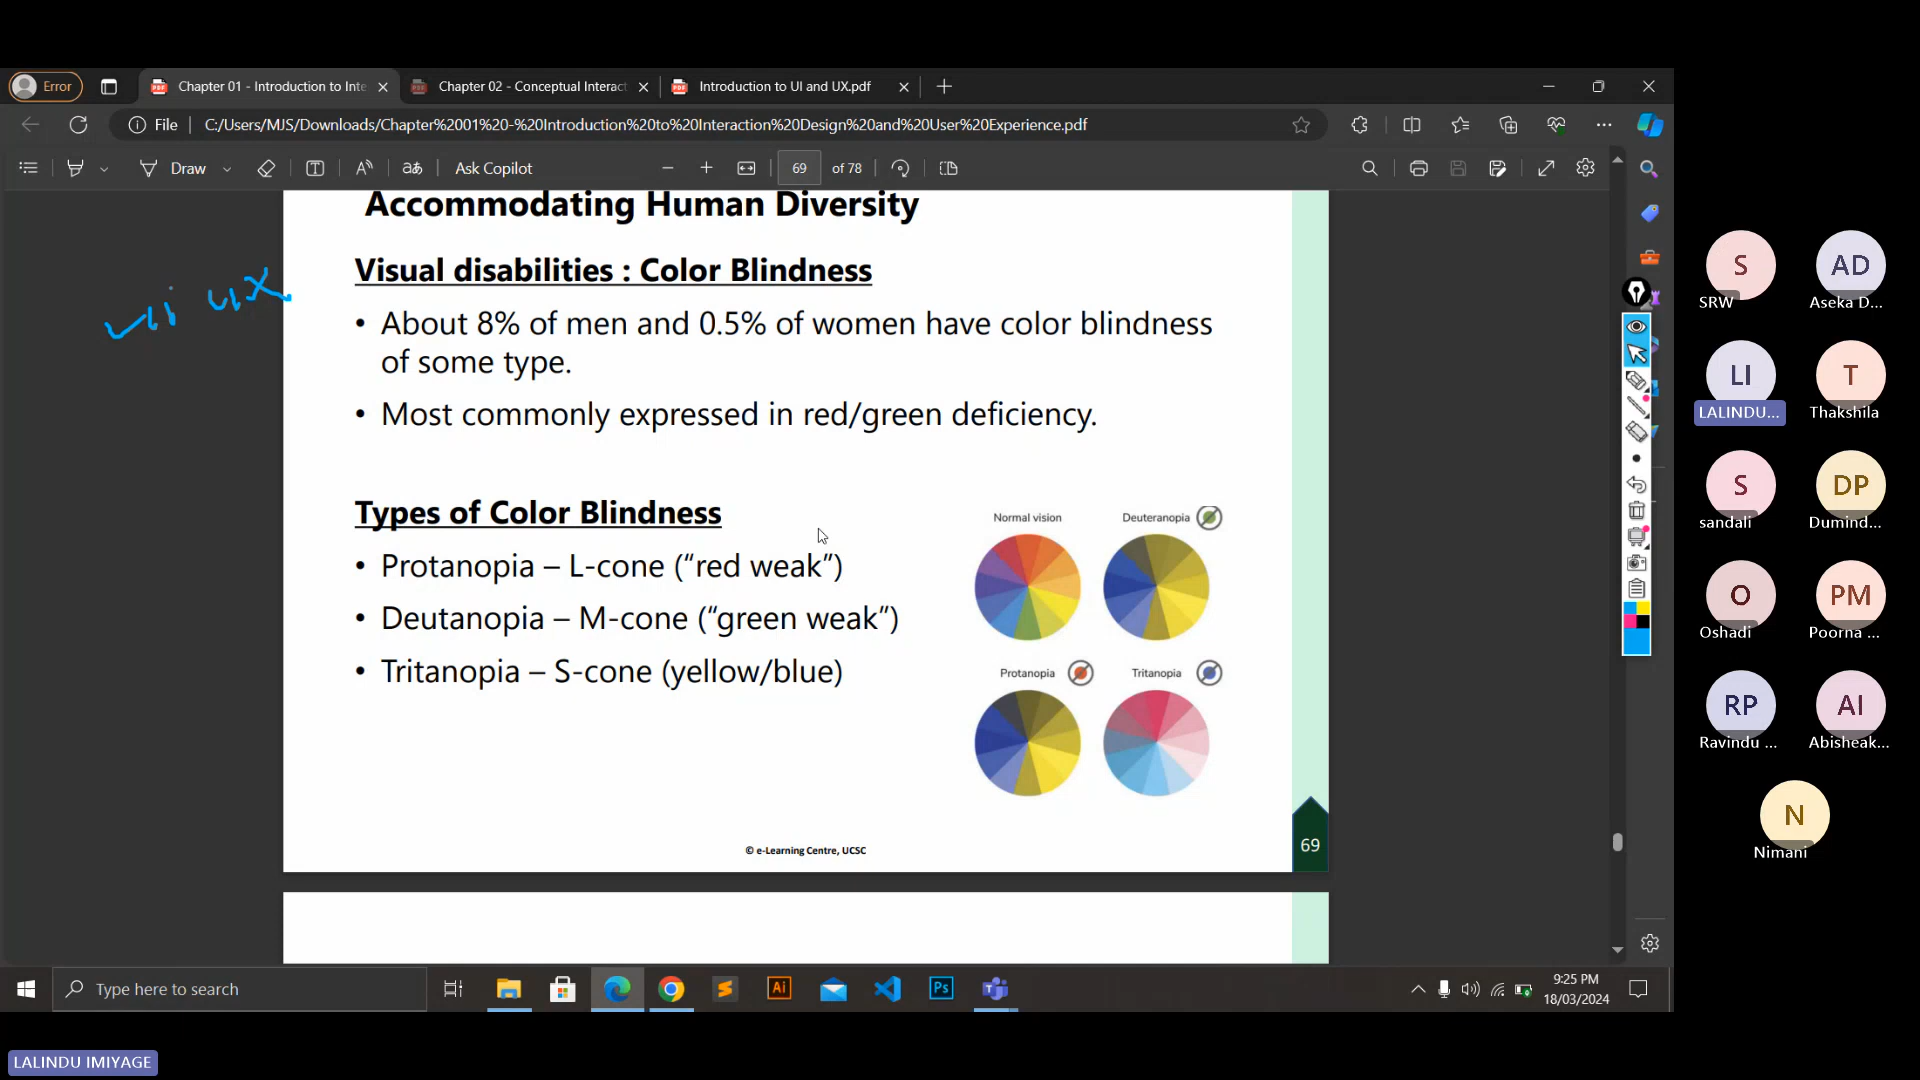 Error
Chapter 01 - Introduction to Inte
Chapter 02 - Conceptual Interact
Introduction to UI and UX.pdf
File
C:/Users/MJS/Downloads/Chapter%2001%20-%20Introduction%20to%20Interaction%20Design%20and%20User%20Experience.pdf
Draw
Ask Copilot
69 of 78
Accommodating Human Diversity
Visual disabilities : Color Blindness
• About 8% of men and 0.5% of women have color blindness
of some type.
• Most commonly expressed in red/green deficiency.
ui ux
Types of Color Blindness
• Protanopia – L-cone (“red weak”)
• Deutanopia – M-cone (“green weak”)
• Tritanopia – S-cone (yellow/blue)
Normal vision
Deuteranopia
Protanopia
Tritanopia
© e-Learning Centre, UCSC
69
S
SRW
AD
Aseka D...
LI
LALINDU...
T
Thakshila
S
sandali
DP
Dumind...
O
Oshadi
PM
Poorna ...
RP
Ravindu ...
AI
Abisheak...
N
Nimani
Type here to search
Ai
Ps
9:25 PM
18/03/2024
LALINDU IMIYAGE